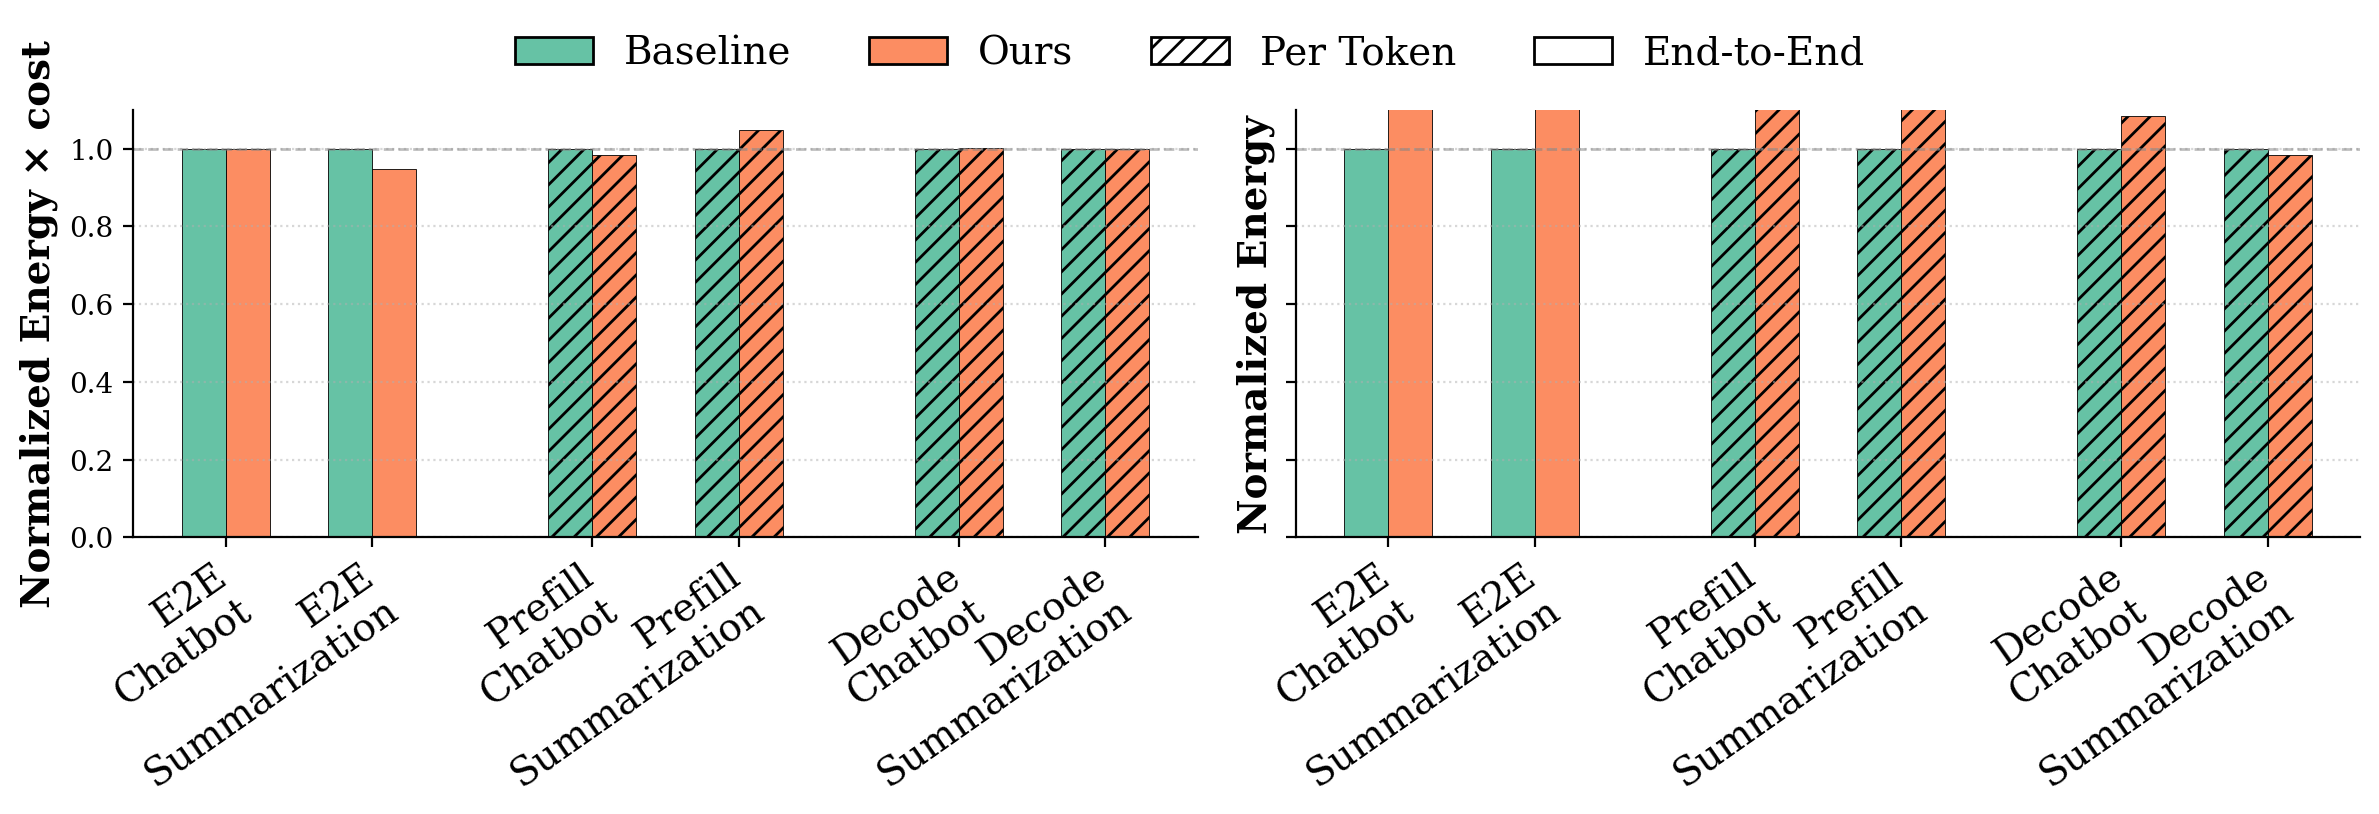 Baseline
Ours
Per Token
End-to-End
Normalized Energy × cost
1.0
0.8
0.6
0.4
0.2
0.0
E2E
Chatbot
E2E
Summarization
Prefill
Chatbot
Prefill
Summarization
Decode
Chatbot
Decode
Summarization
Normalized Energy
E2E
Chatbot
E2E
Summarization
Prefill
Chatbot
Prefill
Summarization
Decode
Chatbot
Decode
Summarization